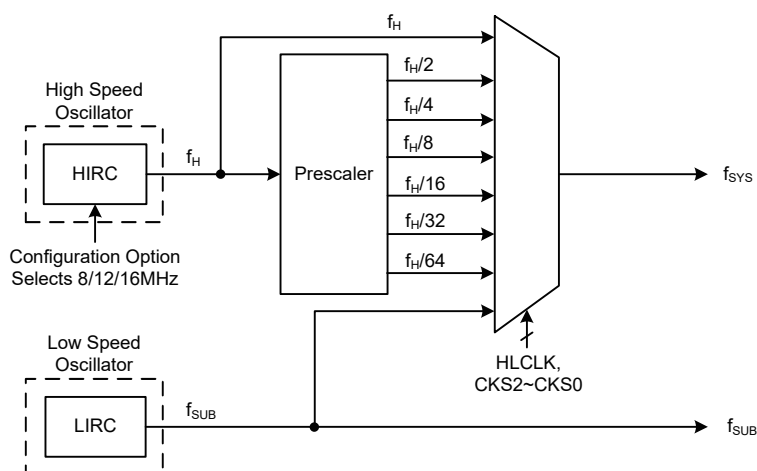 f_H
f_H/2
High Speed
Oscillator
f_H/4
f_H/8
f_H
HIRC
Prescaler
f_SYS
f_H/16
f_H/32
Configuration Option
Selects 8/12/16MHz
f_H/64
Low Speed
Oscillator
HLCLK,
CKS2~CKS0
LIRC
f_SUB
f_SUB